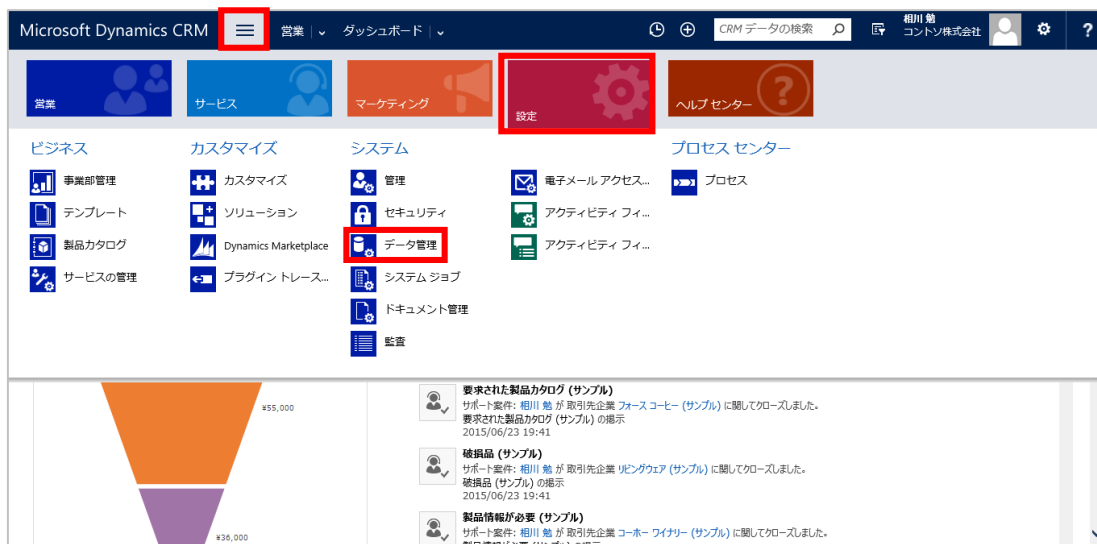 Microsoft Dynamics CRM 営業 ダッシュボード CRM データの検索 相川 勉
コントソ株式会社 ?
営業 サービス マーケティング 設定 ヘルプ センター ?
ビジネス カスタマイズ システム プロセス センター
事業部管理 カスタマイズ 管理 電子メール アクセス... プロセス
テンプレート ソリューション セキュリティ アクティビティ フィ...
製品カタログ Dynamics Marketplace データ管理 アクティビティ フィ...
サービスの管理 プラグイン トレース... システム ジョブ
ドキュメント管理
監査
¥55,000
要求された製品カタログ (サンプル)
サポート案件: 相川 勉 が 取引先企業 フォース コーヒー (サンプル) に関してクローズしました。
要求された製品カタログ (サンプル) の掲示
2015/06/23 19:41
破損品 (サンプル)
サポート案件: 相川 勉 が 取引先企業 リビングウェア (サンプル) に関してクローズしました。
破損品 (サンプル) の掲示
2015/06/23 19:41
製品情報が必要 (サンプル)
サポート案件: 相川 勉 が 取引先企業 コーホー ワイナリー (サンプル) に関してクローズしました。
¥36,000
製品情報が必要 (サンプル) の掲示